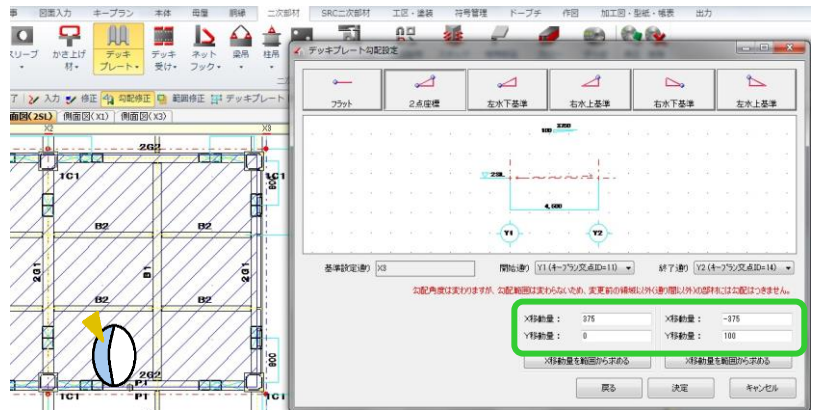 事 図面入力 キープラン 本体 母屋 胴縁 二次部材 SRC二次部材 工区・塗装 符号管理 ドーブチ 作図 加工図・型紙・帳表 出力
スリーブ かさ上げ材・ デッキプレート・ デッキ受け・ ネットフック・ 梁吊 柱吊
デッキプレート勾配設定
了 入力 修正 勾配修正 範囲修正 デッキプレート
面図(2SL) 側面図(X1) 側面図(X3)
フラット 2点座標 左水下基準 右水上基準 右水下基準 左水上基準
X2 X3
2G2
1C1 1C1
800
B2 B2
2G1 B1 2G1
B2 B2
800
2G2
P1
1C1 P1 1C1
100
2SL
4,500
Y1 Y2
基準設定通り X3 開始通り Y1 (4-プラン交点ID=11) 終了通り Y2 (4-プラン交点ID=14)
勾配角度は変わりますが、勾配範囲は変わらないため、変更前の領域以外(通り間以外)の部材には勾配はつきません。
X移動量： 375 X移動量： -375
Y移動量： 0 Y移動量： 100
X移動量を範囲から求める X移動量を範囲から求める
戻る 決定 キャンセル